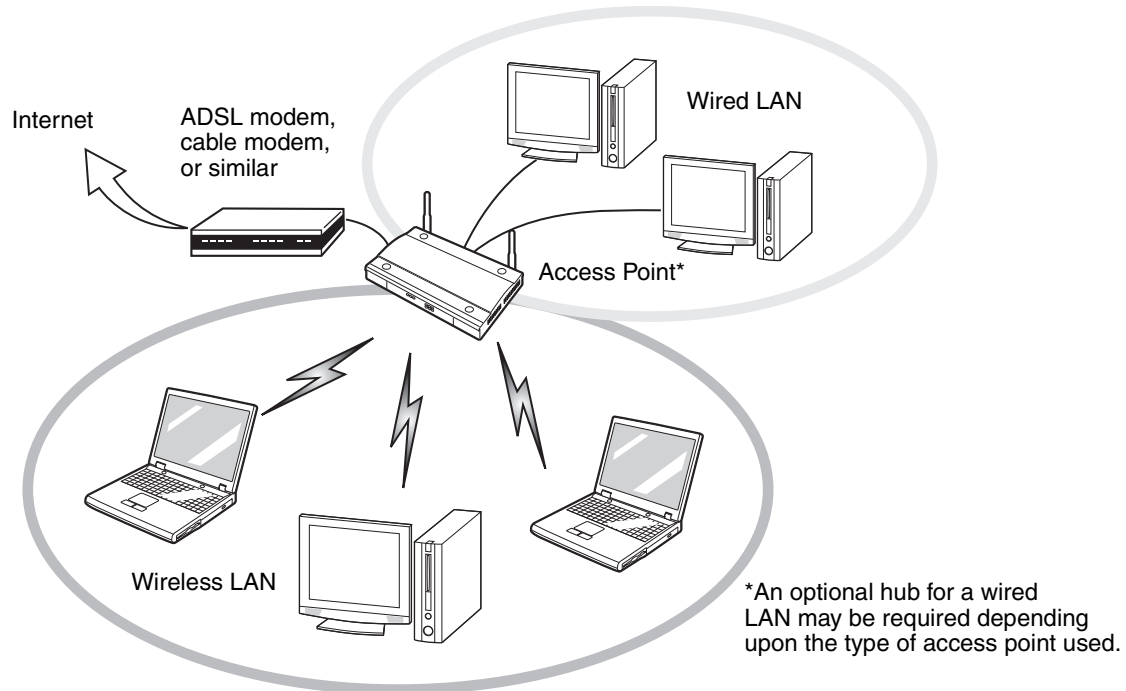 Internet
ADSL modem,
cable modem,
or similar
Wired LAN
Access Point*
Wireless LAN
*An optional hub for a wired
LAN may be required depending
upon the type of access point used.